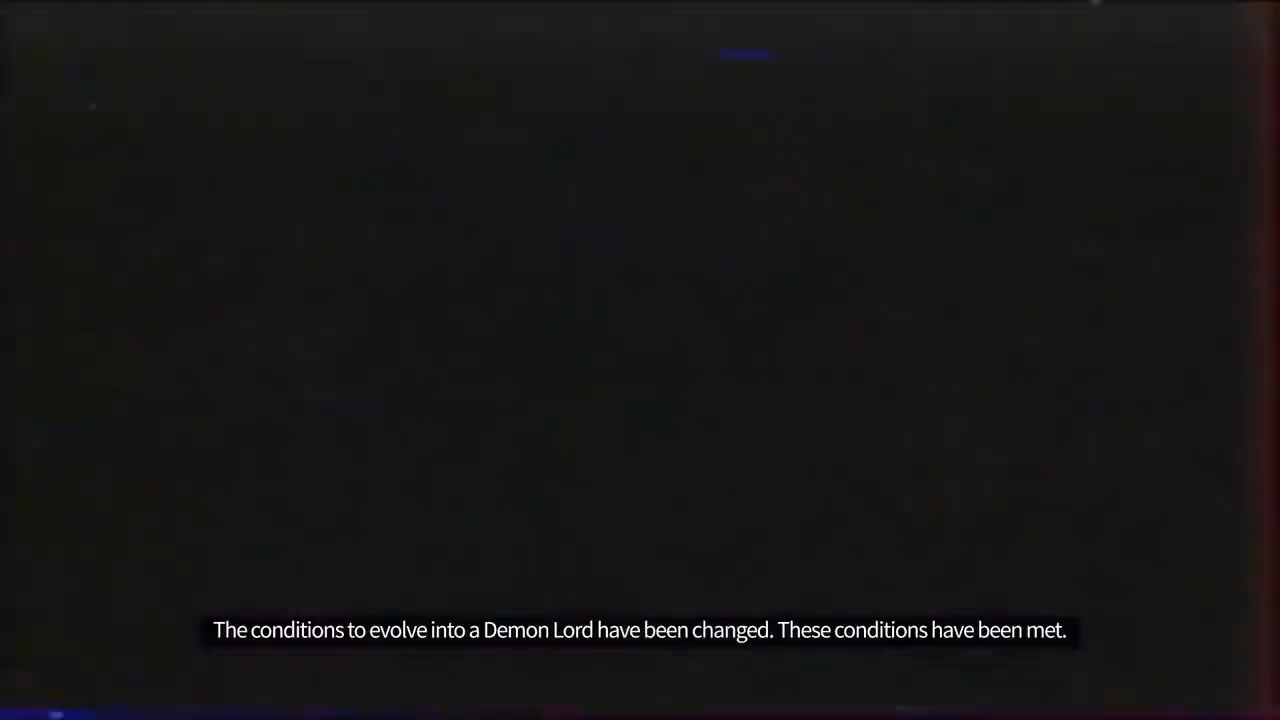 The conditions to evolve into a Demon Lord have been changed. These conditions have been met.